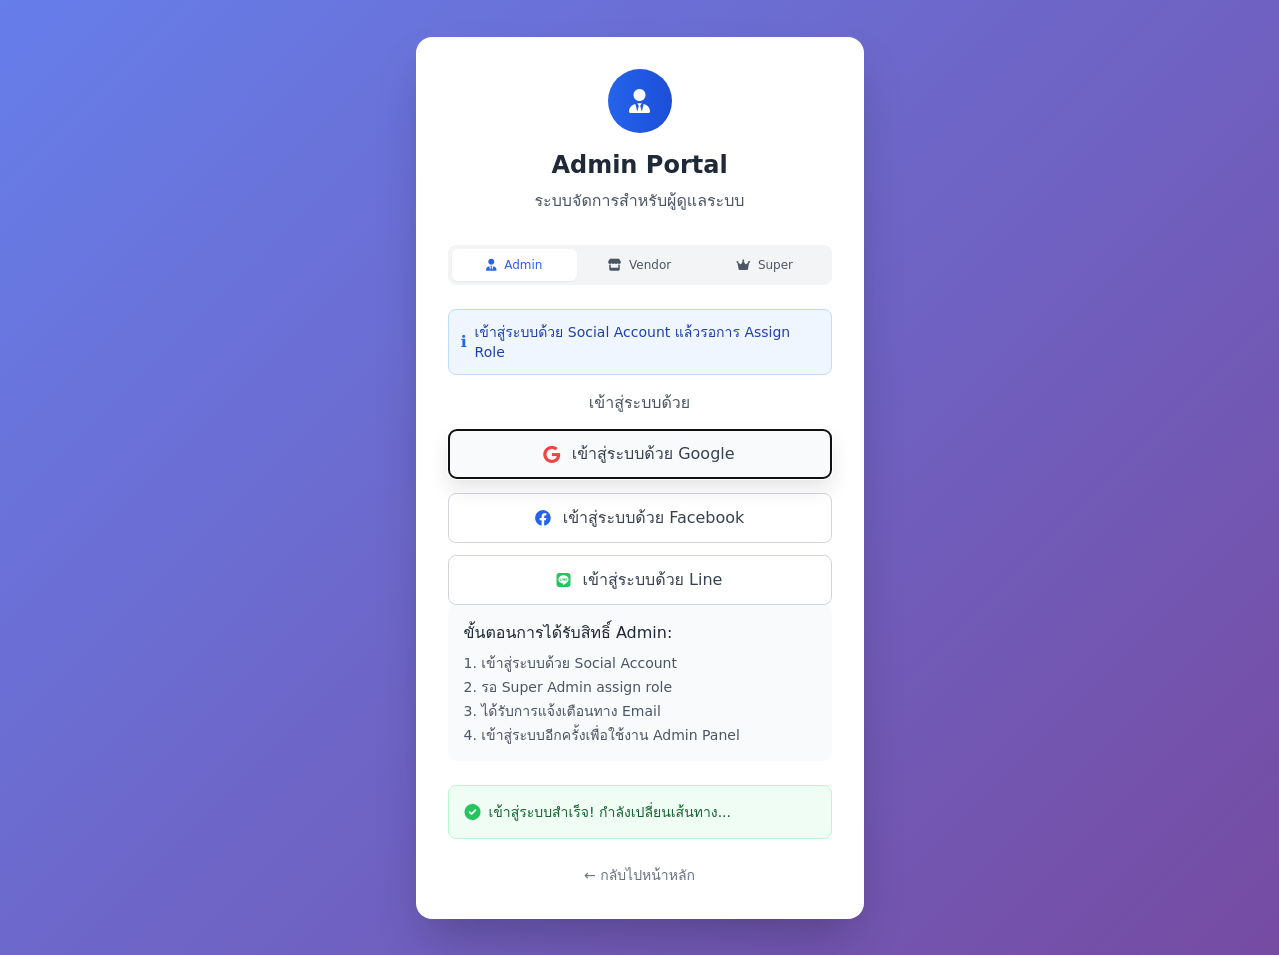 Admin Portal
ระบบจัดการสำหรับผู้ดูแลระบบ
Admin
Vendor
Super
เข้าสู่ระบบด้วย Social Account แล้วรอการ Assign
Role
เข้าสู่ระบบด้วย
เข้าสู่ระบบด้วย Google
เข้าสู่ระบบด้วย Facebook
เข้าสู่ระบบด้วย Line
ขั้นตอนการได้รับสิทธิ์ Admin:
1. เข้าสู่ระบบด้วย Social Account
2. รอ Super Admin assign role
3. ได้รับการแจ้งเตือนทาง Email
4. เข้าสู่ระบบอีกครั้งเพื่อใช้งาน Admin Panel
เข้าสู่ระบบสำเร็จ! กำลังเปลี่ยนเส้นทาง...
← กลับไปหน้าหลัก